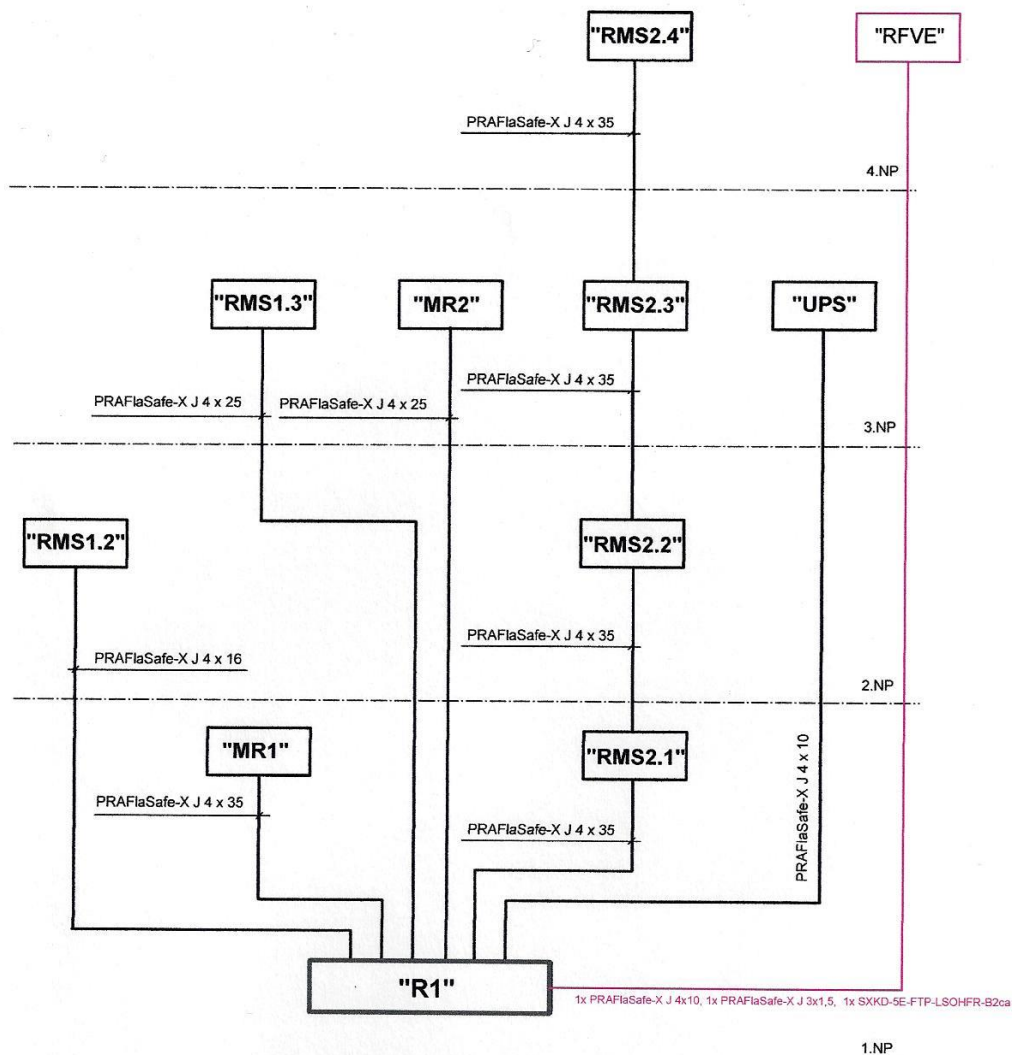 "RMS2.4"
"RFVE"
PRAFlaSafe-X J 4 x 35
4.NP
"RMS1.3"
"MR2"
"RMS2.3"
"UPS"
PRAFlaSafe-X J 4 x 35
PRAFlaSafe-X J 4 x 25
PRAFlaSafe-X J 4 x 25
3.NP
"RMS1.2"
"RMS2.2"
PRAFlaSafe-X J 4 x 35
PRAFlaSafe-X J 4 x 16
2.NP
"MR1"
"RMS2.1"
PRAFlaSafe-X J 4 x 10
PRAFlaSafe-X J 4 x 35
PRAFlaSafe-X J 4 x 35
"R1"
1x PRAFlaSafe-X J 4x10, 1x PRAFlaSafe-X J 3x1,5, 1x SXKD-5E-FTP-LSOHFR-B2ca
1.NP